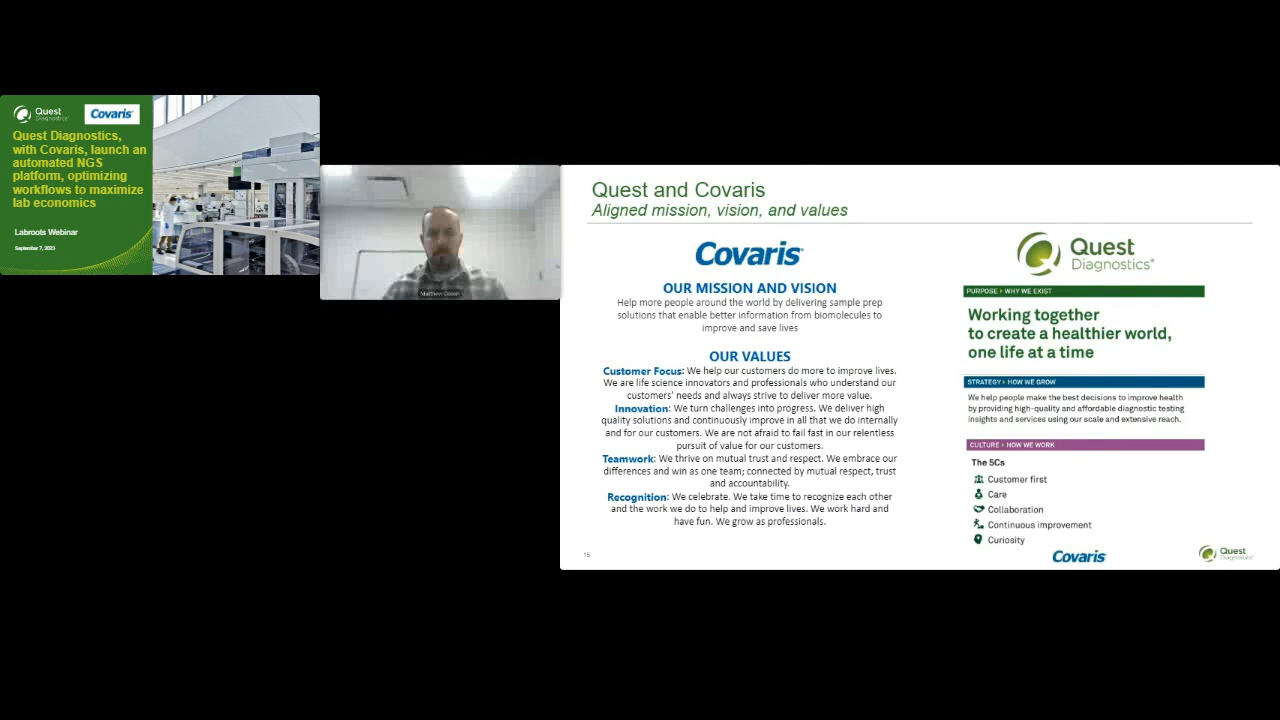 Quest
Diagnostics
Covaris
Quest Diagnostics,
with Covaris, launch an
automated NGS
platform, optimizing
workflows to maximize
lab economics
Labroots Webinar
September 7, 2023
Matthew
Quest and Covaris
Aligned mission, vision, and values
Covaris
OUR MISSION AND VISION
Help more people around the world by delivering sample prep
solutions that enable better information from biomolecules to
improve and save lives
OUR VALUES
Customer Focus: We help our customers do more to improve lives.
We are life science innovators and professionals who understand our
customers' needs and always strive to deliver more value.
Innovation: We turn challenges into progress. We deliver high
quality solutions and continuously improve in all that we do internally
and for our customers. We are not afraid to fail fast in our relentless
pursuit of value for our customers.
Teamwork: We thrive on mutual trust and respect. We embrace our
differences and win as one team; connected by mutual respect, trust
and accountability.
Recognition: We celebrate. We take time to recognize each other
and the work we do to help and improve lives. We work hard and
have fun. We grow as professionals.
Quest
Diagnostics®
PURPOSE > WHY WE EXIST
Working together
to create a healthier world,
one life at a time
STRATEGY > HOW WE GROW
We help people make the best decisions to improve health
by providing high-quality and affordable diagnostic testing
insights and services using our scale and extensive reach.
CULTURE > HOW WE WORK
The 5Cs
Customer first
Care
Collaboration
Continuous improvement
Curiosity
15
Covaris
Quest
Diagnostics